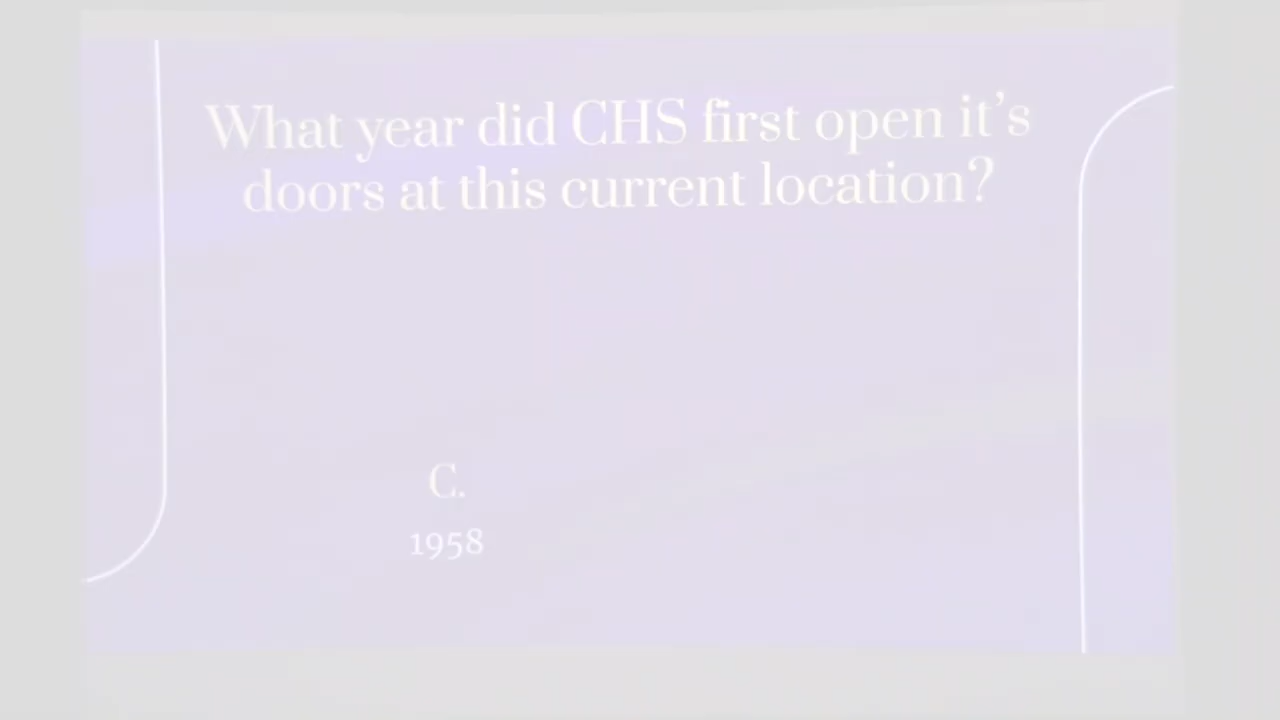 What year did CHS first open it's
doors at this current location?
C.
1958